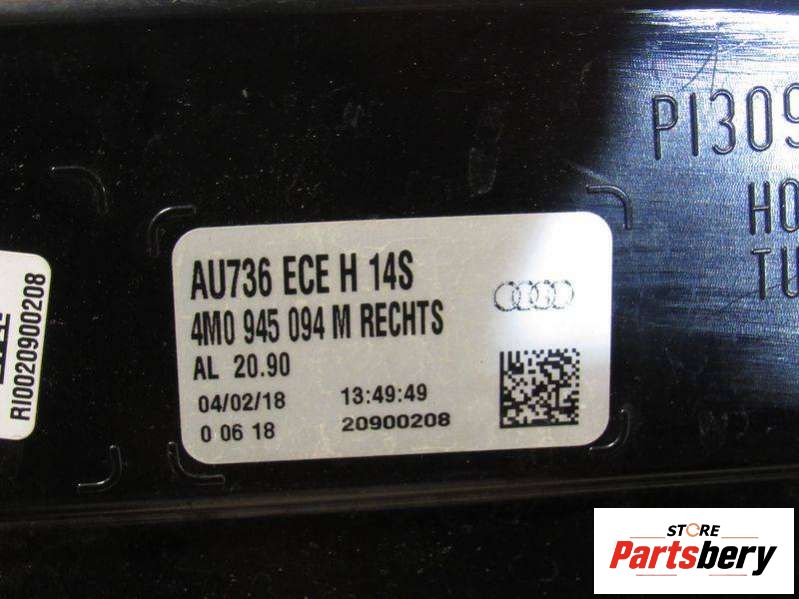 AU736 ECE H 14S
4M0 945 094 M RECHTS
AL 20.90
04/02/18 13:49:49
0 06 18 20900208
RI0020900208
PI309
HO
TU
STORE
Partsbery